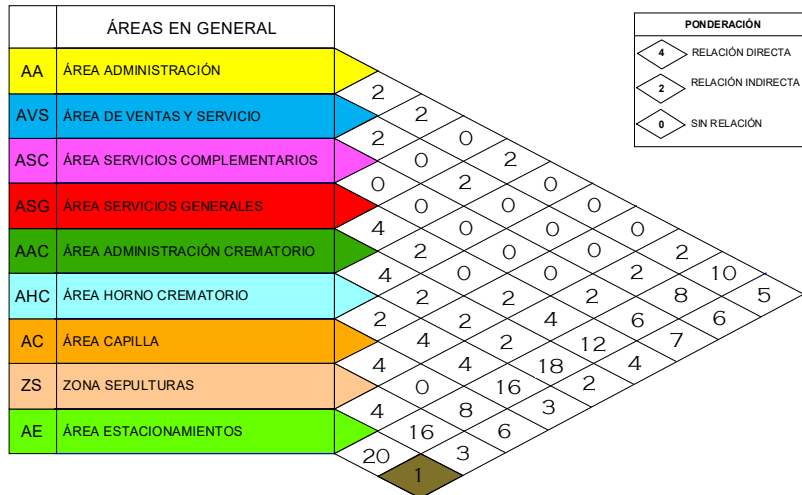 ÁREAS EN GENERAL
AA ÁREA ADMINISTRACIÓN
AVS ÁREA DE VENTAS Y SERVICIO
ASC ÁREA SERVICIOS COMPLEMENTARIOS
ASG ÁREA SERVICIOS GENERALES
AAC ÁREA ADMINISTRACIÓN CREMATORIO
AHC ÁREA HORNO CREMATORIO
AC ÁREA CAPILLA
ZS ZONA SEPULTURAS
AE ÁREA ESTACIONAMIENTOS
2
2
2 0
0 2
0 2 0
0 0 0
4 0 0 0
2 0 0 2
4 0 0 2 10
2 2 2 8 5
2 2 4 6 6
4 2 12 7
4 4 18 4
0 16 2
4 8 3
16 6
20 3
1
PONDERACIÓN
4 RELACIÓN DIRECTA
2 RELACIÓN INDIRECTA
0 SIN RELACIÓN